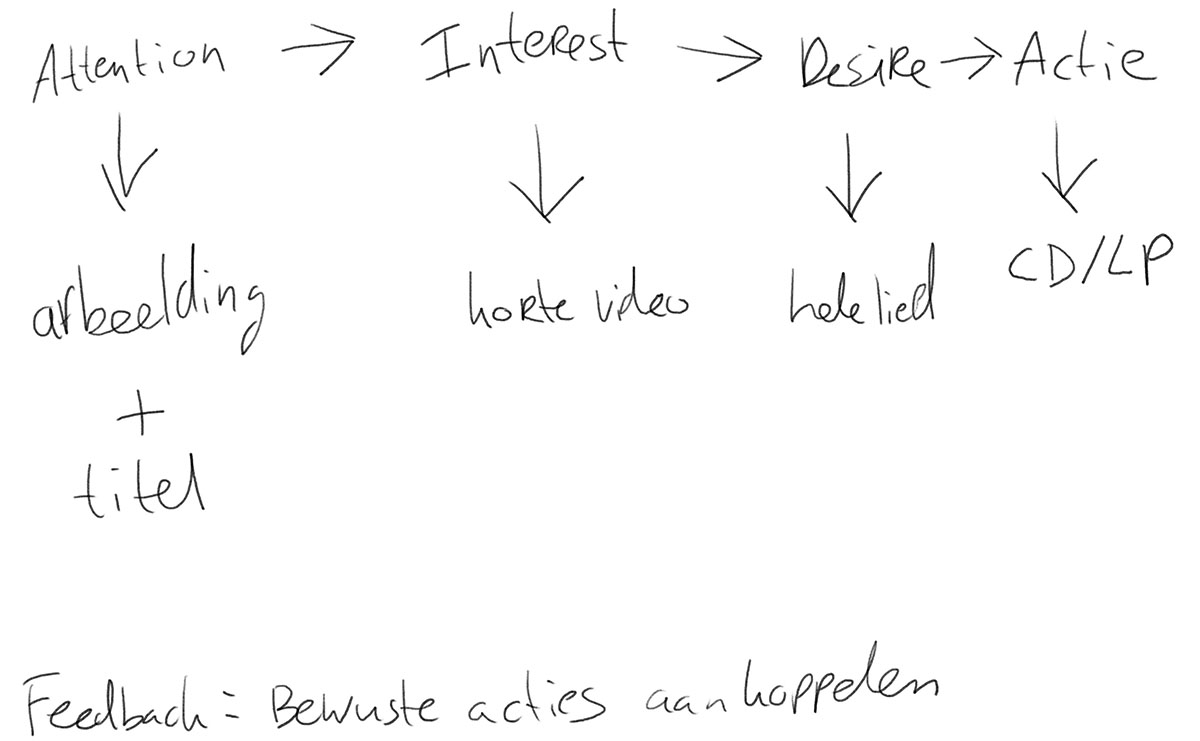 Attention → Interest → Desire → Actie
↓ ↓ ↓ ↓
afbeelding korte video hele lied CD/LP
+
titel
Feedback = Bewuste acties aankoppelen